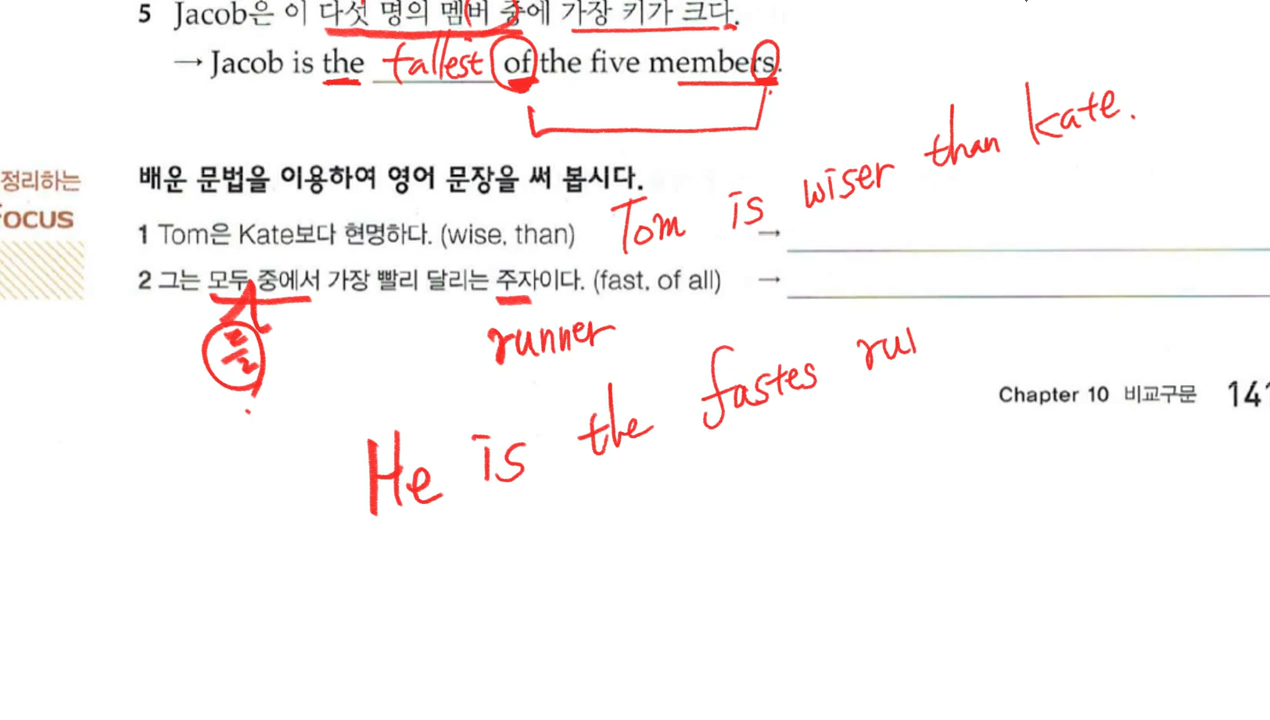 5 Jacob은 이 다섯 명의 멤버 중에 가장 키가 크다.
→ Jacob is the tallest of the five members.
Tom is wiser than Kate.
정리하는
FOCUS
배운 문법을 이용하여 영어 문장을 써 봅시다.
1 Tom은 Kate보다 현명하다. (wise, than) →
2 그는 모두 중에서 가장 빨리 달리는 주자이다. (fast, of all) →
들
runner
He is the fastes ru
Chapter 10 비교구문 141